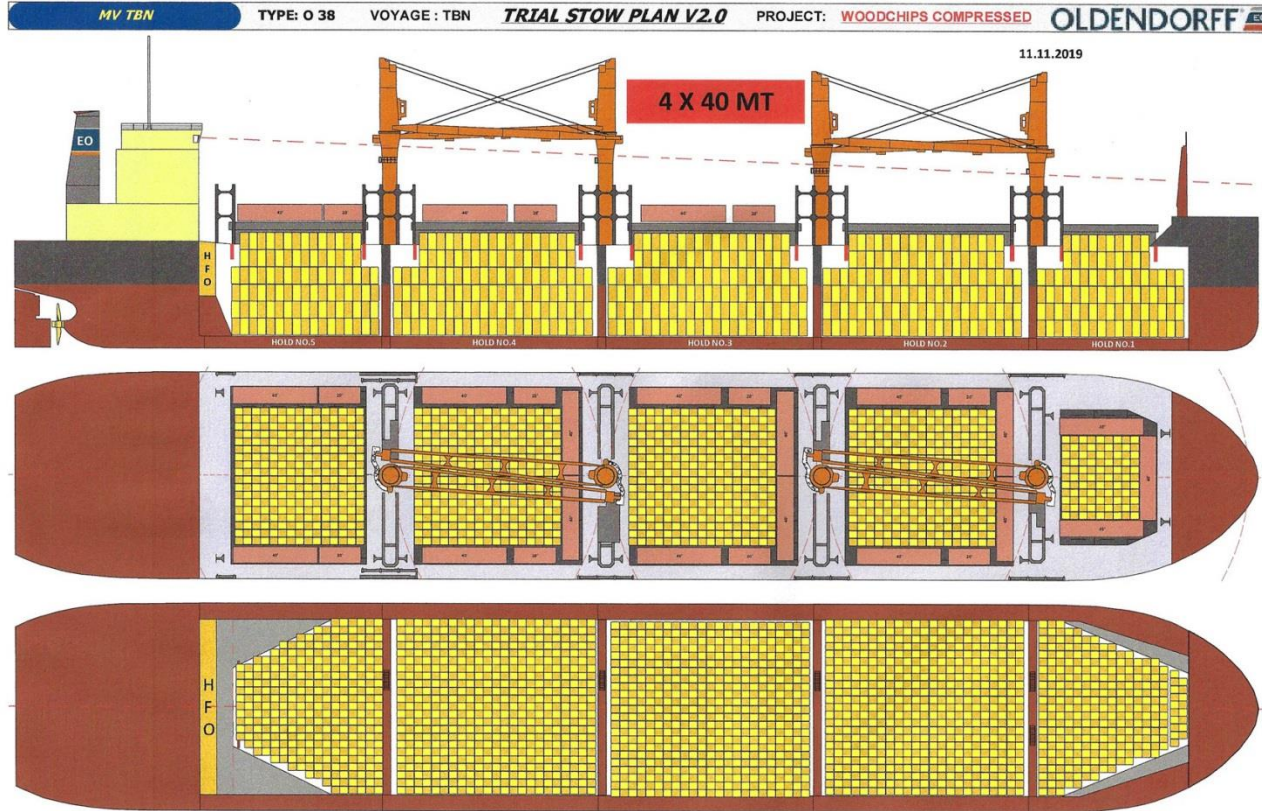 MV TBN TYPE: O 38 VOYAGE : TBN TRIAL STOW PLAN V2.0 PROJECT: WOODCHIPS COMPRESSED OLDENDORFF EO
11.11.2019
4 X 40 MT
EO
HFO
HOLD NO.5 HOLD NO.4 HOLD NO.3 HOLD NO.2 HOLD NO.1
HFO